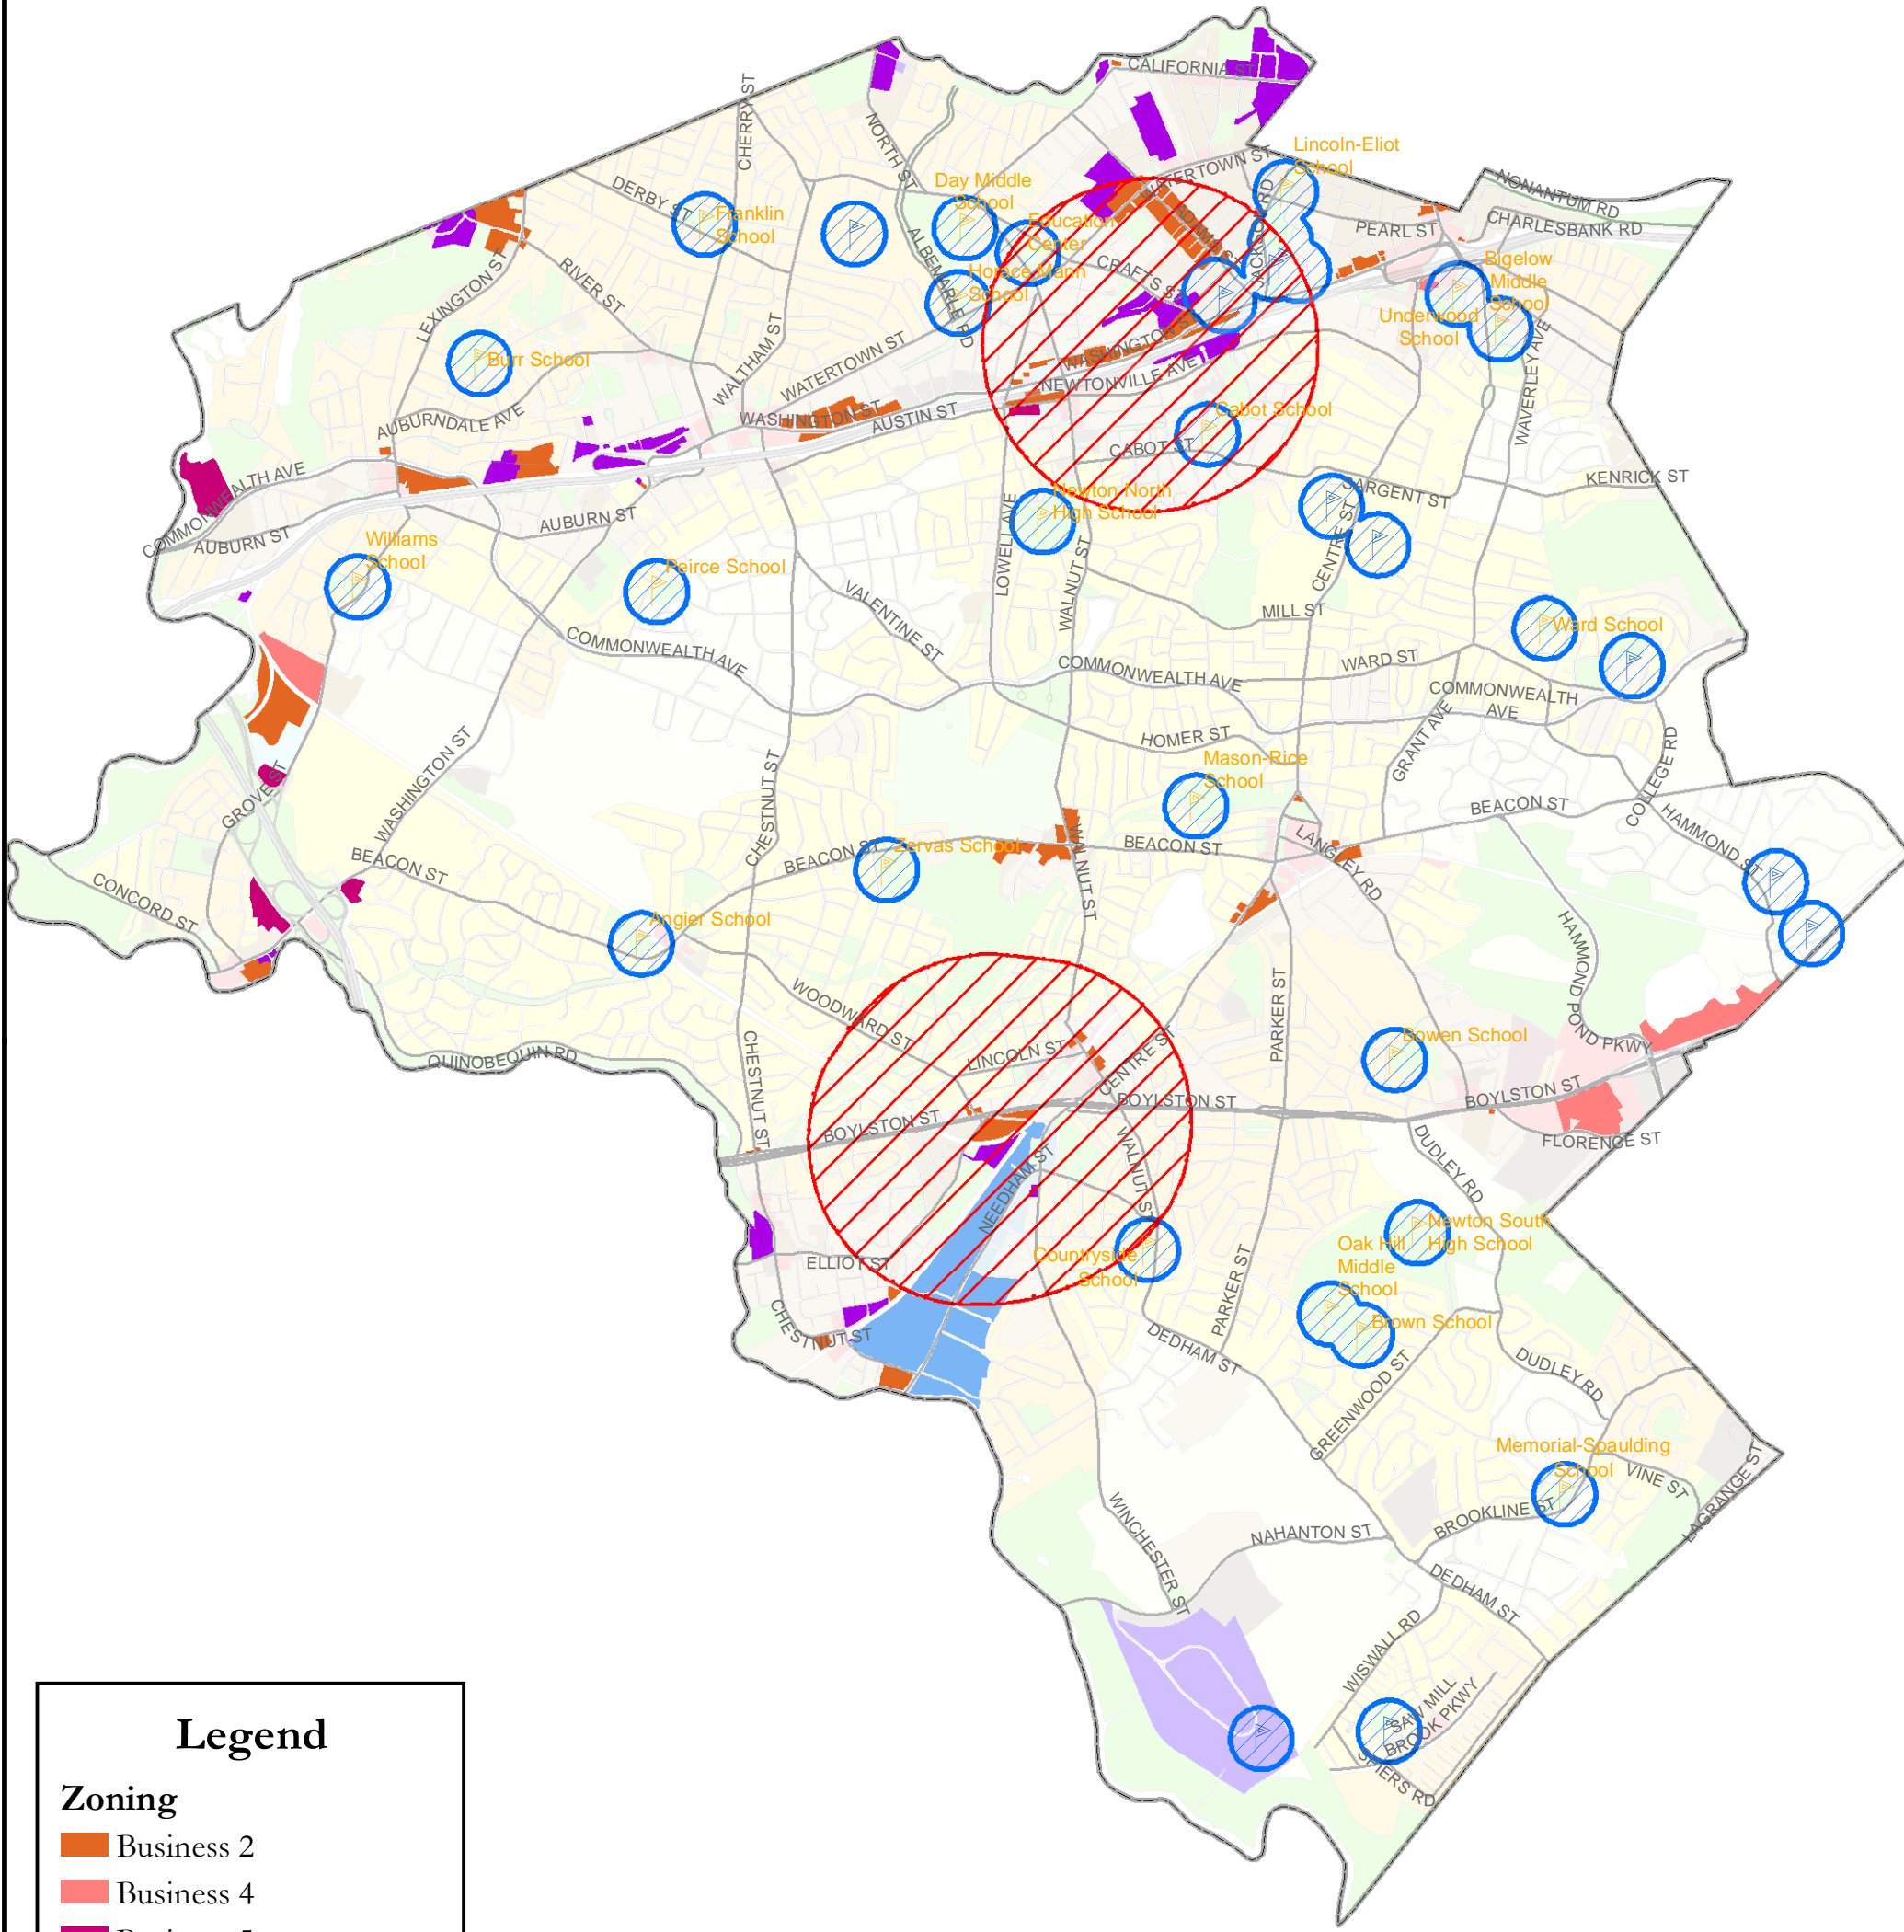 CALIFORNIA ST
CHERRY ST
NORTH ST
Lincoln-Eliot
School
WATERTOWN ST
NONANTUM RD
CHARLESBANK RD
DERBY ST
Franklin
School
Day Middle
School
Education
Center
ALBEMARLE RD
Horace Mann
School
CRAFTS ST
ADAMS ST
JACKSON RD
PEARL ST
Bigelow
Middle
School
Underwood
School
LEXINGTON ST
RIVER ST
Burr School
WALTHAM ST
WATERTOWN ST
WASHINGTON ST
NEWTONVILLE AVE
WAVERLEY AVE
AUBURNDALE AVE
WASHINGTON ST
AUSTIN ST
Cabot School
CABOT ST
COMMONWEALTH AVE
AUBURN ST
AUBURN ST
Newton North
High School
SARGENT ST
KENRICK ST
LOWELL AVE
WALNUT ST
CENTRE ST
Williams
School
Peirce School
VALENTINE ST
MILL ST
Ward School
COMMONWEALTH AVE
COMMONWEALTH AVE
WARD ST
COMMONWEALTH
AVE
HOMER ST
GRANT AVE
COLLEGE RD
Mason-Rice
School
WASHINGTON ST
GROVE ST
CHESTNUT ST
BEACON ST
HAMMOND ST
BEACON ST
BEACON ST
Zervas School
WALNUT ST
BEACON ST
LANGLEY RD
CONCORD ST
Angier School
HAMMOND POND PKWY
WOODWARD ST
PARKER ST
QUINOBEQUIN RD
CHESTNUT ST
LINCOLN ST
CENTRE ST
Bowen School
BOYLSTON ST
BOYLSTON ST
BOYLSTON ST
FLORENCE ST
NEEDHAM ST
WALNUT ST
DUDLEY RD
Newton South
High School
Oak Hill
Middle
School
Countryside
School
ELLIOT ST
PARKER ST
Brown School
CHESTNUT ST
DEDHAM ST
DUDLEY RD
GREENWOOD ST
Memorial-Spaulding
School
VINE ST
LAGRANGE ST
BROOKLINE ST
WINCHESTER ST
NAHANTON ST
DEDHAM ST
WISWALL RD
SAW MILL
BROOK PKWY
SPIERS RD
Legend
Zoning
Business 2
Business 4